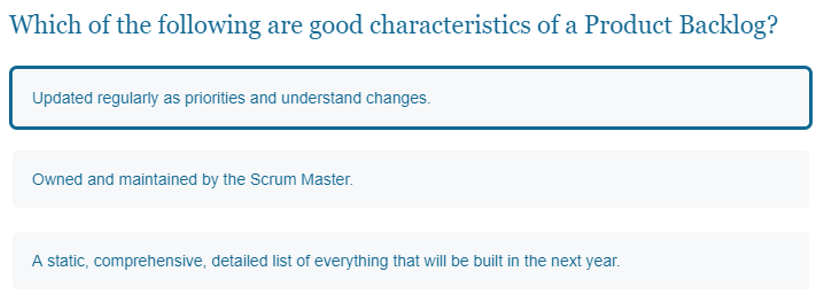 Which of the following are good characteristics of a Product Backlog?
Updated regularly as priorities and understand changes.
Owned and maintained by the Scrum Master.
A static, comprehensive, detailed list of everything that will be built in the next year.